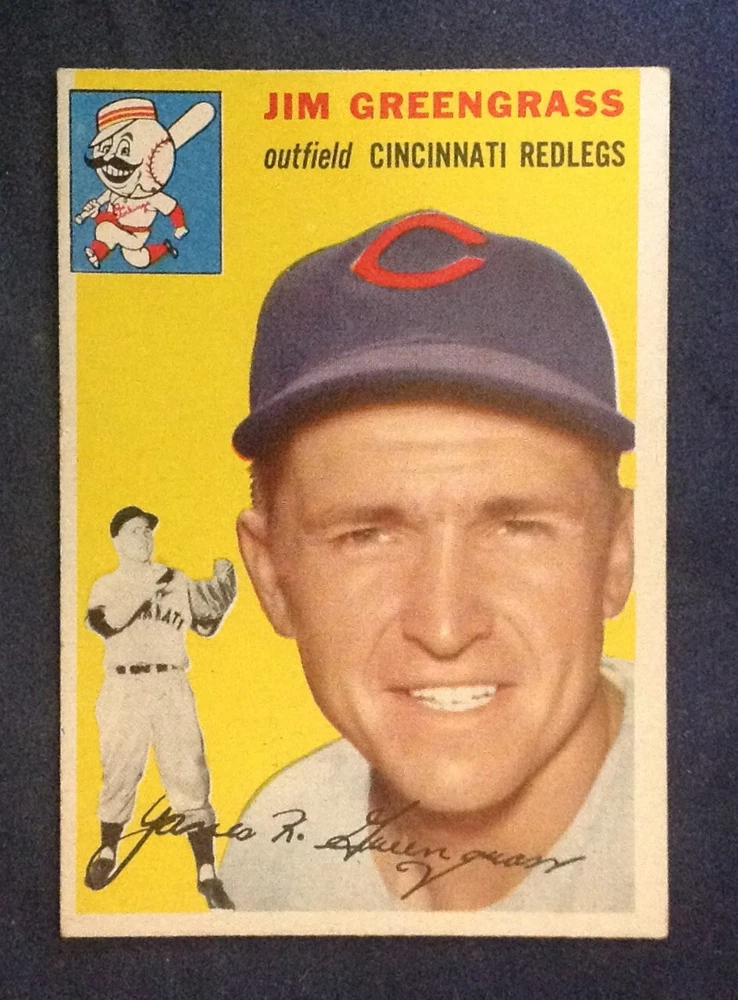 JIM GREENGRASS
outfield CINCINNATI REDLEGS
C
James R. Greengrass